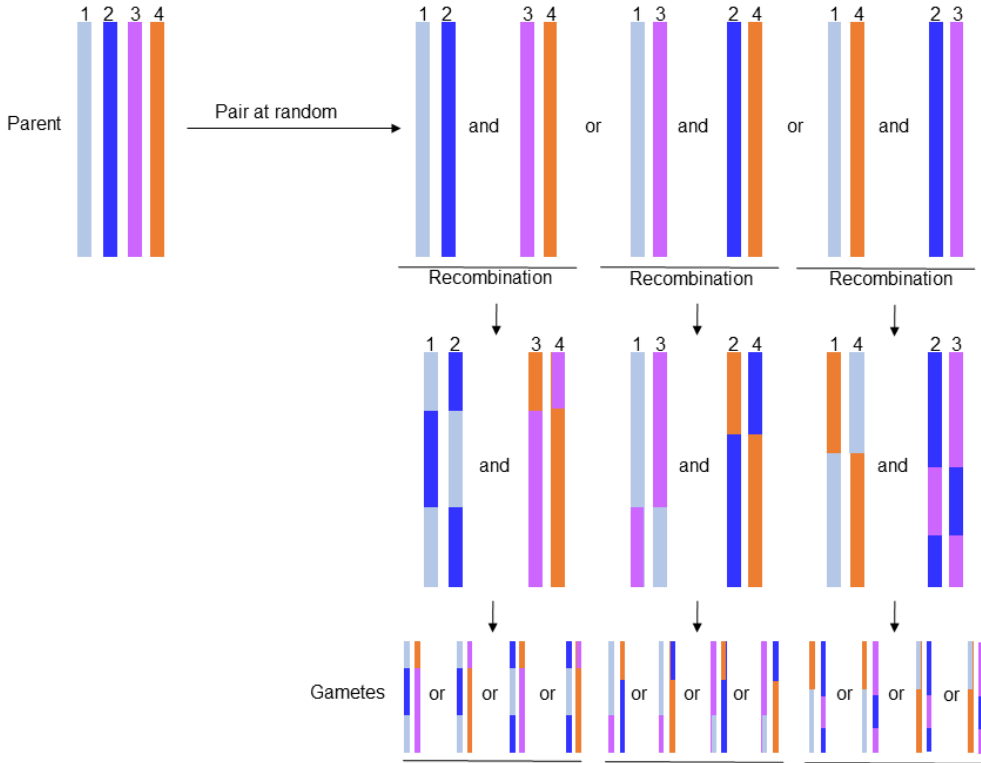 1 2 3 4
1 2 3 4 1 3 2 4 1 4 2 3
Parent
Pair at random
and or and or and
Recombination Recombination Recombination
1 2 3 4 1 3 2 4 1 4 2 3
and and and
Gametes
or or or or or or or or or